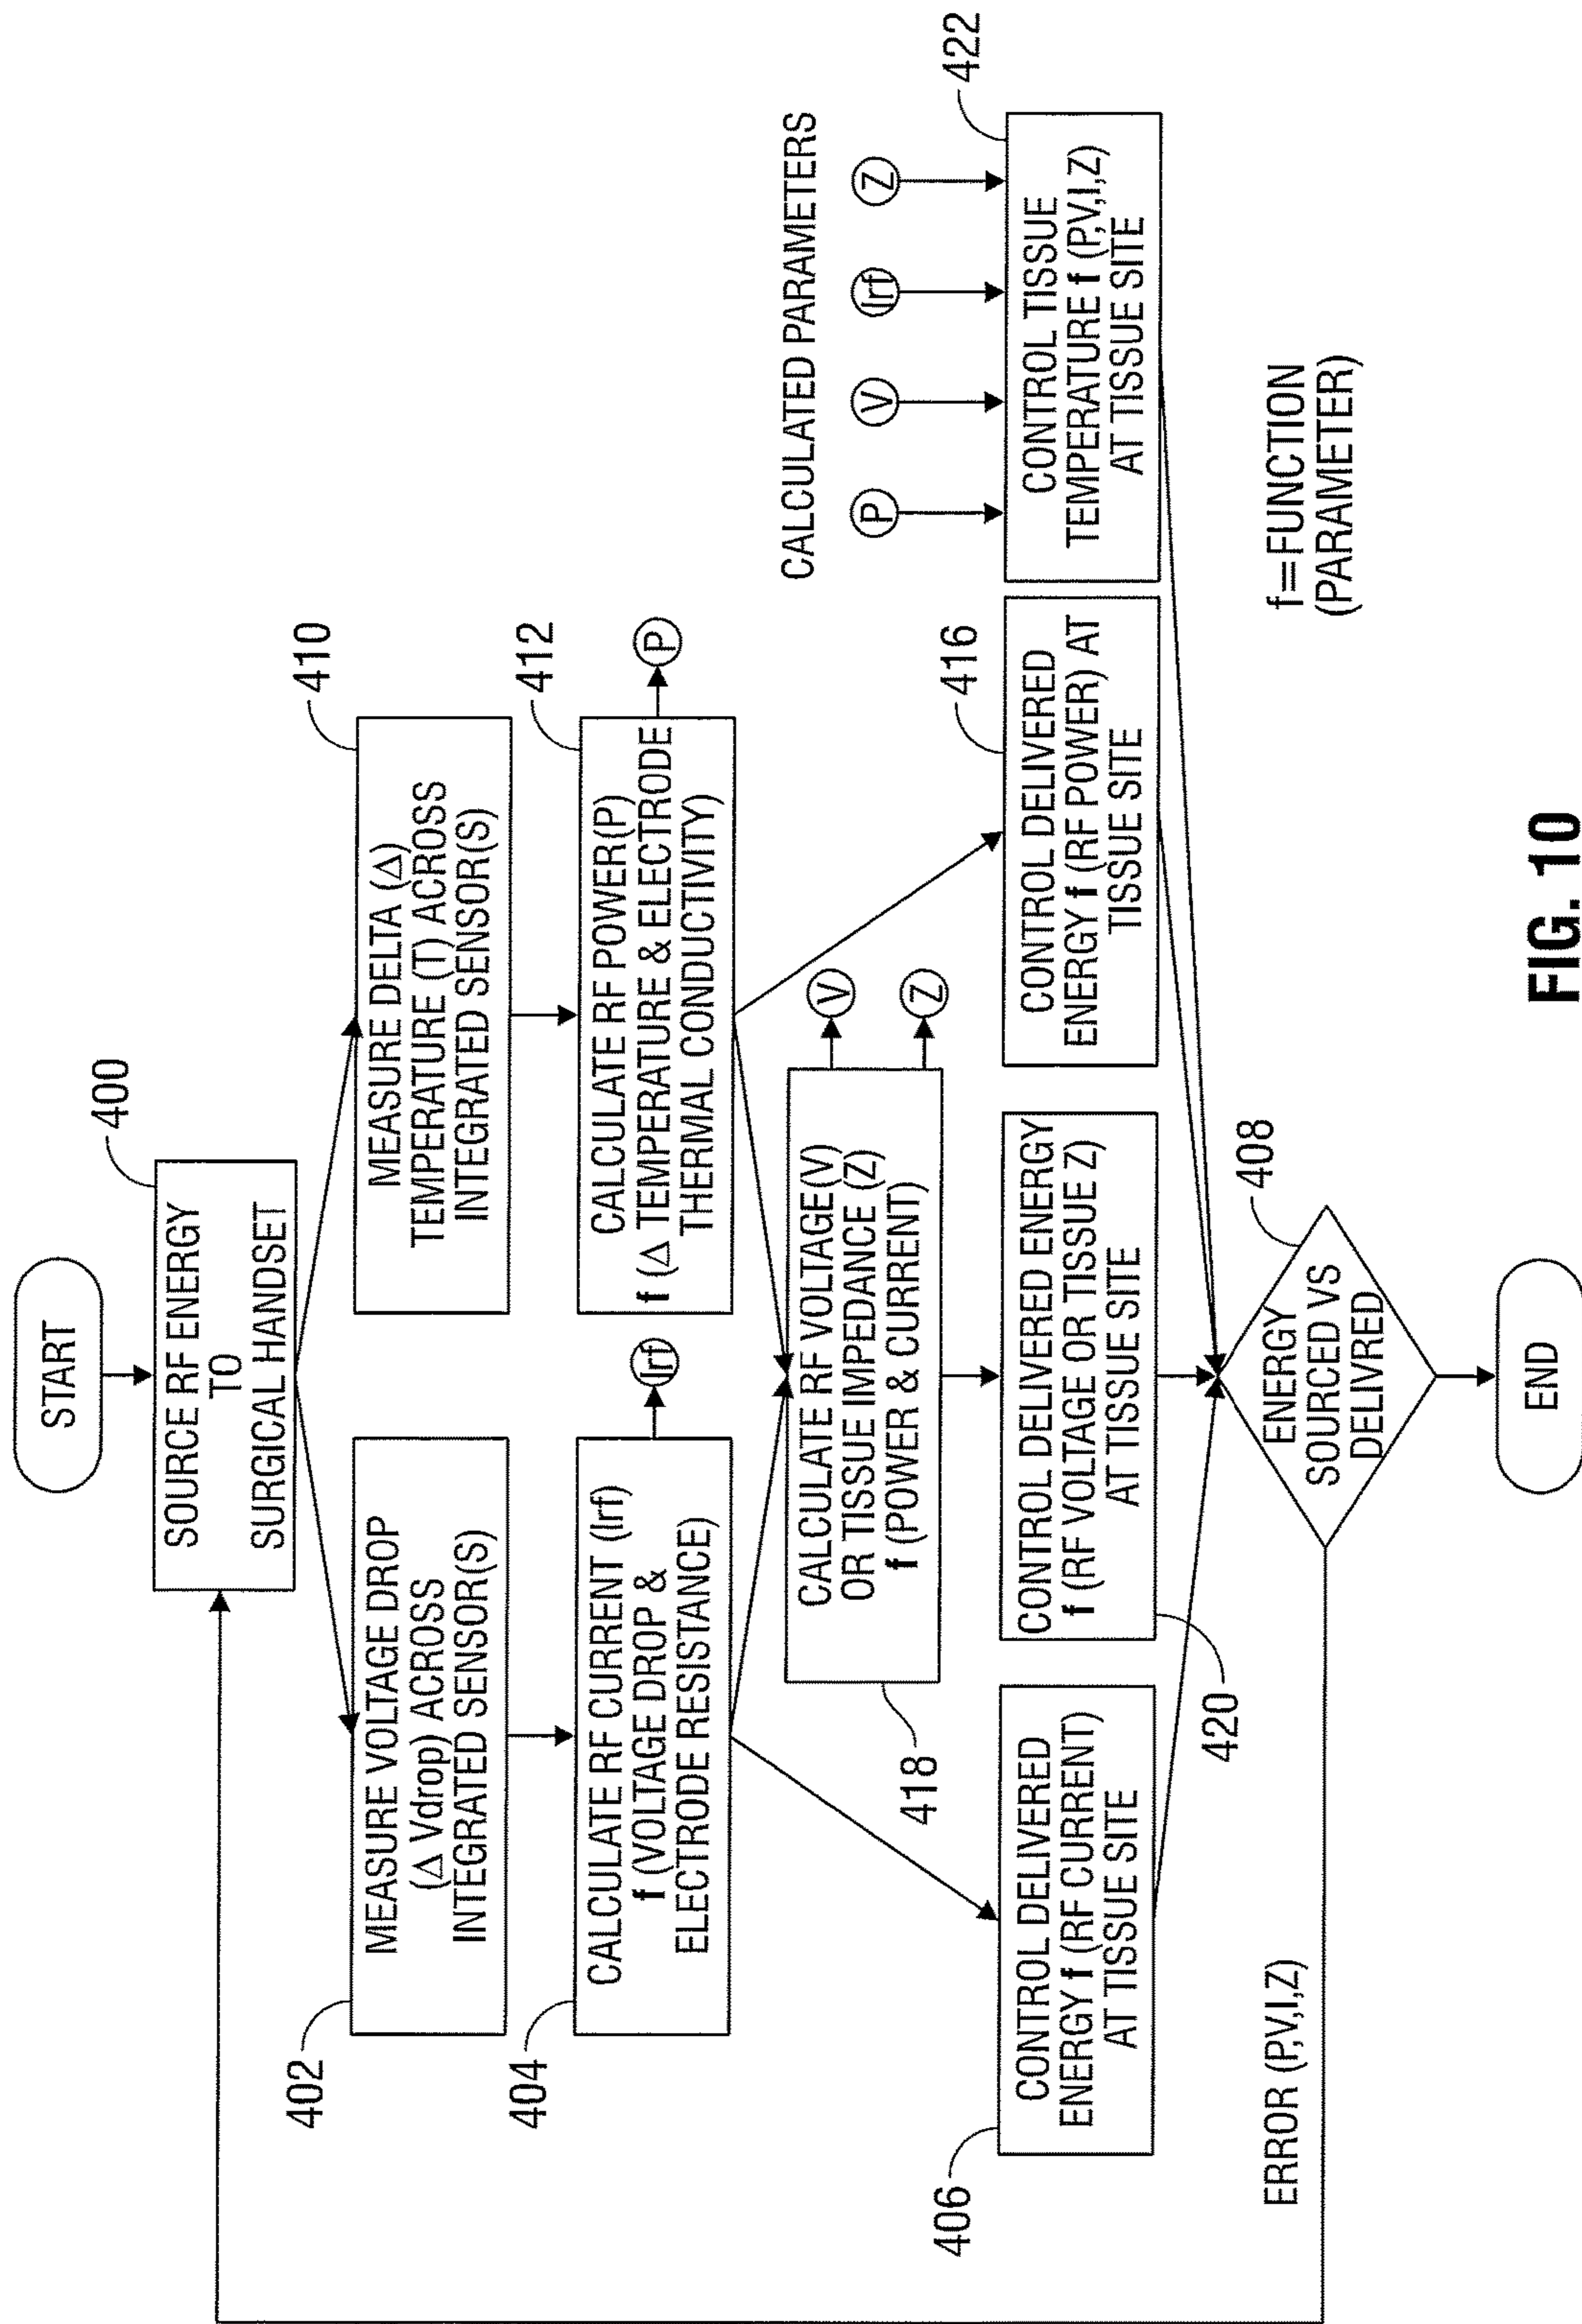 START
400
SOURCE RF ENERGY
TO
SURGICAL HANDSET
402
MEASURE VOLTAGE DROP
(Δ Vdrop) ACROSS
INTEGRATED SENSOR(S)
410
MEASURE DELTA (Δ)
TEMPERATURE (T) ACROSS
INTEGRATED SENSOR(S)
404
CALCULATE RF CURRENT (Irf)
f (VOLTAGE DROP &
ELECTRODE RESISTANCE)
Irf
412
CALCULATE RF POWER(P)
f (Δ TEMPERATURE & ELECTRODE
THERMAL CONDUCTIVITY)
P
418
CALCULATE RF VOLTAGE(V)
OR TISSUE IMPEDANCE (Z)
f (POWER & CURRENT)
V
Z
CALCULATED PARAMETERS
P
V
Irf
Z
406
CONTROL DELIVERED
ENERGY f (RF CURRENT)
AT TISSUE SITE
420
CONTROL DELIVERED ENERGY
f (RF VOLTAGE OR TISSUE Z)
AT TISSUE SITE
416
CONTROL DELIVERED
ENERGY f (RF POWER) AT
TISSUE SITE
422
CONTROL TISSUE
TEMPERATURE f (P,V,I,Z)
AT TISSUE SITE
408
ENERGY
SOURCED VS
DELIVRED
ERROR (P,V,I,Z)
f=FUNCTION
(PARAMETER)
END
FIG. 10